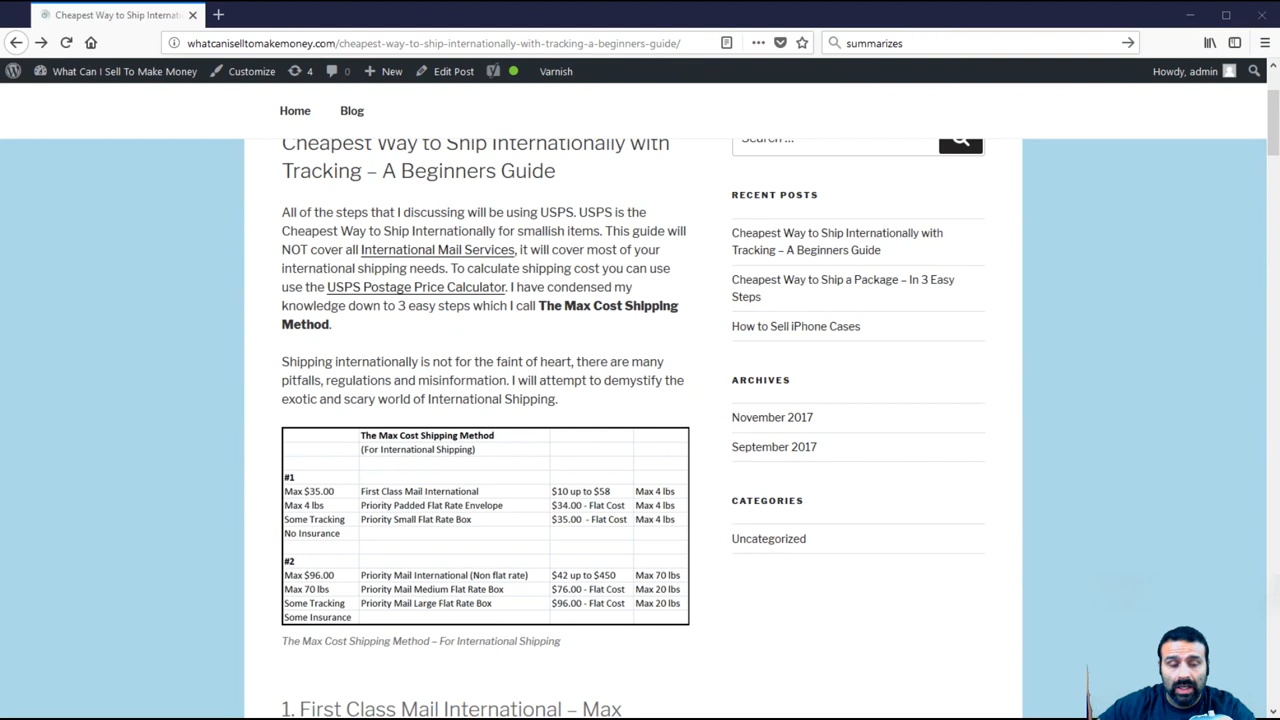 Cheapest Way to Ship Internati
whatcaniselltomakemoney.com/cheapest-way-to-ship-internationally-with-tracking-a-beginners-guide/
summarizes
What Can I Sell To Make Money
Customize
4
0
New
Edit Post
Varnish
Howdy, admin
Home
Blog
Cheapest Way to Ship Internationally with
Tracking – A Beginners Guide
All of the steps that I discussing will be using USPS. USPS is the
Cheapest Way to Ship Internationally for smallish items. This guide will
NOT cover all International Mail Services, it will cover most of your
international shipping needs. To calculate shipping cost you can use
use the USPS Postage Price Calculator. I have condensed my
knowledge down to 3 easy steps which I call The Max Cost Shipping
Method.
Shipping internationally is not for the faint of heart, there are many
pitfalls, regulations and misinformation. I will attempt to demystify the
exotic and scary world of International Shipping.
The Max Cost Shipping Method
(For International Shipping)
#1
Max $35.00 First Class Mail International $10 up to $58 Max 4 lbs
Max 4 lbs Priority Padded Flat Rate Envelope $34.00 - Flat Cost Max 4 lbs
Some Tracking Priority Small Flat Rate Box $35.00 - Flat Cost Max 4 lbs
No Insurance
#2
Max $96.00 Priority Mail International (Non flat rate) $42 up to $450 Max 70 lbs
Max 70 lbs Priority Mail Medium Flat Rate Box $76.00 - Flat Cost Max 20 lbs
Some Tracking Priority Mail Large Flat Rate Box $96.00 - Flat Cost Max 20 lbs
Some Insurance
The Max Cost Shipping Method – For International Shipping
1. First Class Mail International – Max
Search …
RECENT POSTS
Cheapest Way to Ship Internationally with
Tracking – A Beginners Guide
Cheapest Way to Ship a Package – In 3 Easy
Steps
How to Sell iPhone Cases
ARCHIVES
November 2017
September 2017
CATEGORIES
Uncategorized